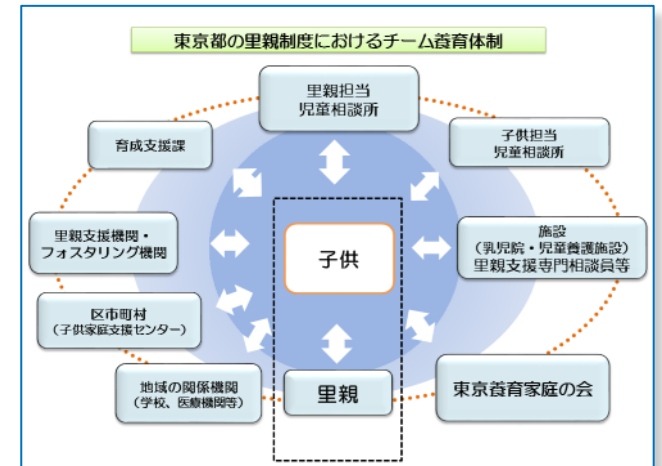 東京都の里親制度におけるチーム養育体制
里親担当
児童相談所
育成支援課
子供担当
児童相談所
里親支援機関・
フォスタリング機関
子供
施設
（乳児院・児童養護施設）
里親支援専門相談員等
区市町村
（子供家庭支援センター）
地域の関係機関
（学校、医療機関等）
里親
東京養育家庭の会